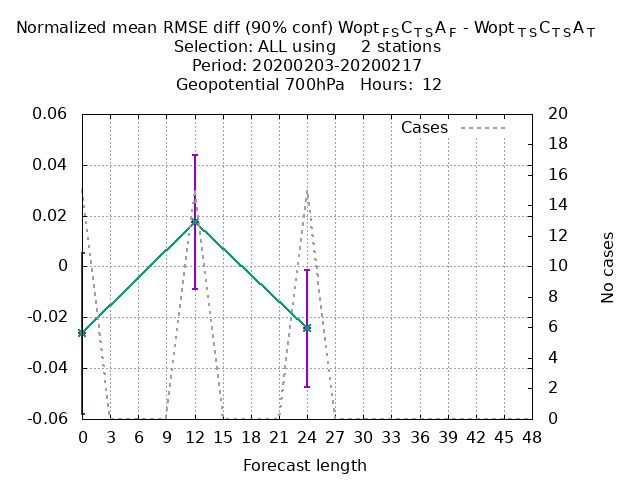 Normalized mean RMSE diff (90% conf) Wopt FS C TS A F - Wopt TS C TS A T
Selection: ALL using 2 stations
Period: 20200203-20200217
Geopotential 700hPa Hours: 12
Cases
0.06
0.04
0.02
0
-0.02
-0.04
-0.06
20
18
16
14
12
10
8
6
4
2
0
No cases
0 3 6 9 12 15 18 21 24 27 30 33 36 39 42 45 48
Forecast length